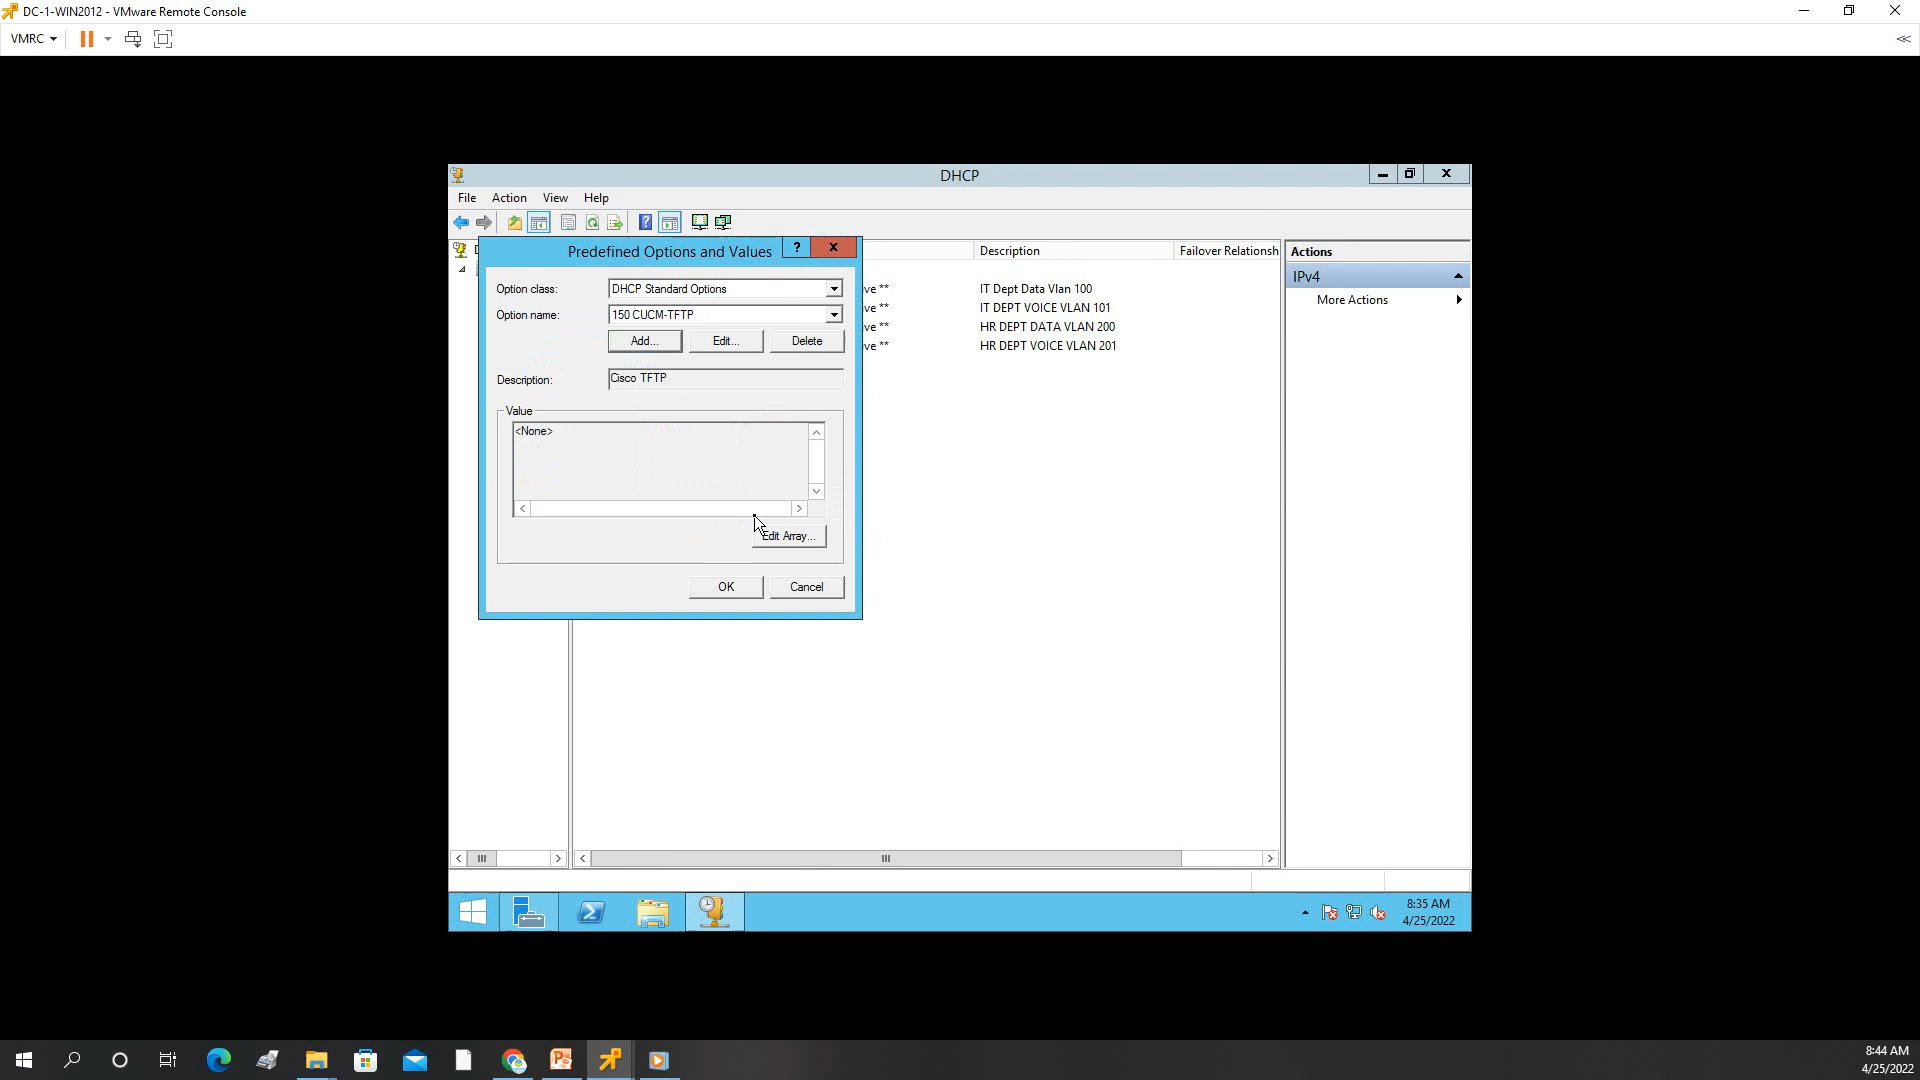 DC-1-WIN2012 - VMware Remote Console
VMRC
DHCP
File Action View Help
Predefined Options and Values ?
Description Failover Relationsh
Actions
IPv4
More Actions
Option class: DHCP Standard Options
ve ** IT Dept Data Vlan 100
Option name: 150 CUCM-TFTP
ve ** IT DEPT VOICE VLAN 101
ve ** HR DEPT DATA VLAN 200
Add... Edit... Delete
ve ** HR DEPT VOICE VLAN 201
Description: Cisco TFTP
Value
<None>
Edit Array...
OK Cancel
8:35 AM
4/25/2022
8:44 AM
4/25/2022